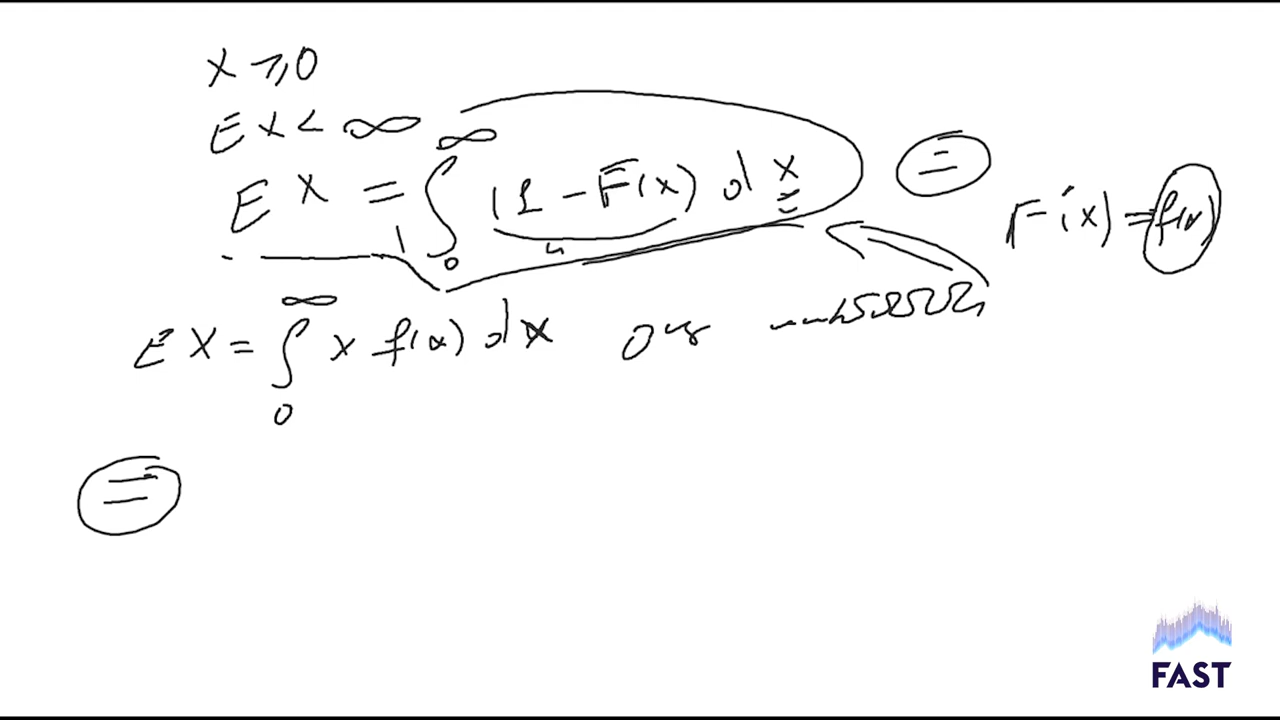 X ⩾ 0
EX < ∞
EX = ∫₀^∞ (1 - F(x)) dx =
F'(x) = f(x)
EX = ∫₀^∞ x f(x) dx
=
FAST